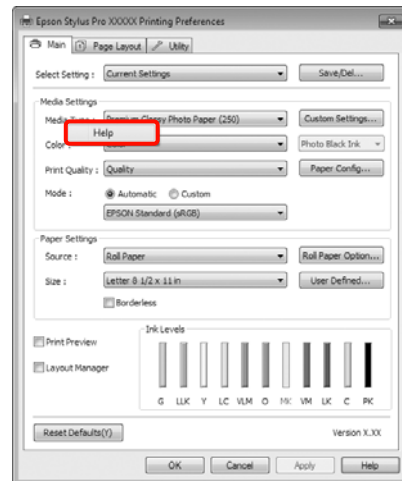 Epson Stylus Pro XXXXX Printing Preferences
Main Page Layout Utility
Select Setting : Current Settings Save/Del...
Media Settings
Premium Glossy Photo Paper (250) Custom Settings...
Help
Color : Photo Black Ink
Print Quality : Quality Paper Config...
Mode : Automatic Custom
EPSON Standard (sRGB)
Paper Settings
Source : Roll Paper Roll Paper Option...
Size : Letter 8 1/2 x 11 in User Defined...
Borderless
Print Preview
Layout Manager
Ink Levels
G LLK Y LC VLM O MK VM LK C PK
Reset Defaults(Y) Version X.XX
OK Cancel Apply Help